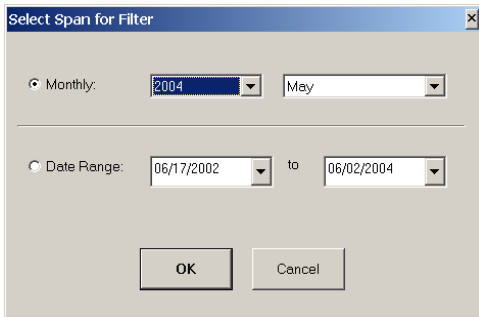 Select Span for Filter
Monthly: 2004 May
Date Range: 06/17/2002 to 06/02/2004
OK Cancel